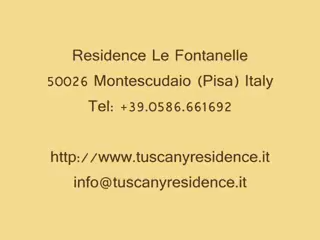 Residence Le Fontanelle
50026 Montescudaio (Pisa) Italy
Tel: +39.0586.661692
http://www.tuscanyresidence.it
info@tuscanyresidence.it